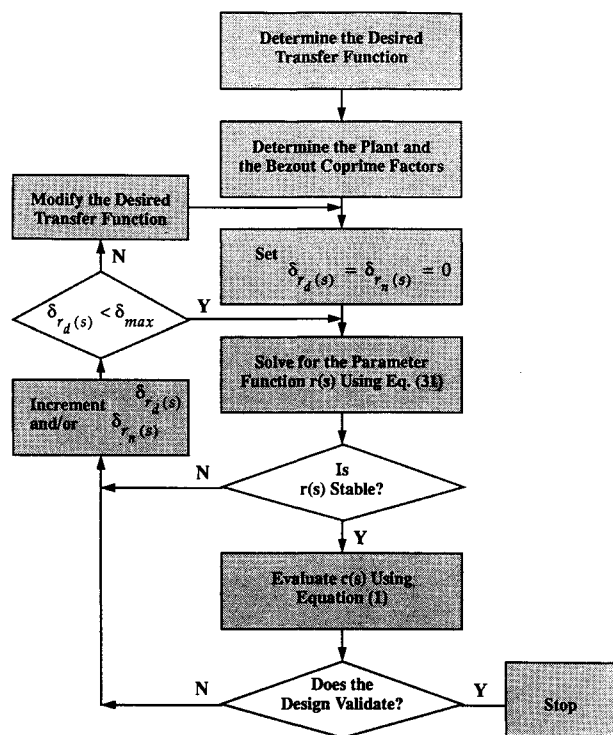 Determine the Desired
Transfer Function
Determine the Plant and
the Bezout Coprime Factors
Modify the Desired
Transfer Function
N
Set
δ_{r_d(s)} = δ_{r_n(s)} = 0
δ_{r_d(s)} < δ_{max}
Y
Solve for the Parameter
Function r(s) Using Eq. (31)
Increment δ_{r_d(s)}
and/or δ_{r_n(s)}
N
Is
r(s) Stable?
Y
Evaluate c(s) Using
Equation (1)
N
Does the
Design Validate?
Y
Stop